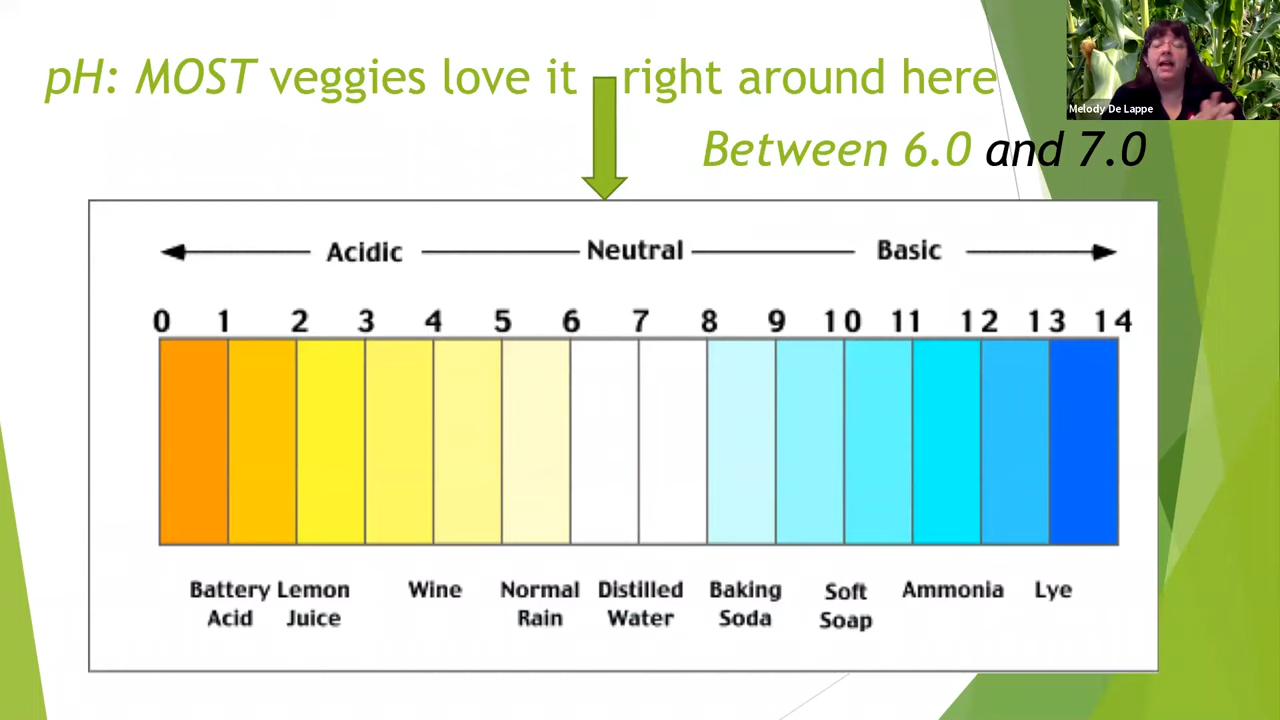 pH: MOST veggies love it right around here
Melody De Lappe
Between 6.0 and 7.0
Acidic Neutral Basic
0 1 2 3 4 5 6 7 8 9 10 11 12 13 14
Battery Lemon Wine Normal Distilled Baking Soft Ammonia Lye
Acid Juice Rain Water Soda Soap